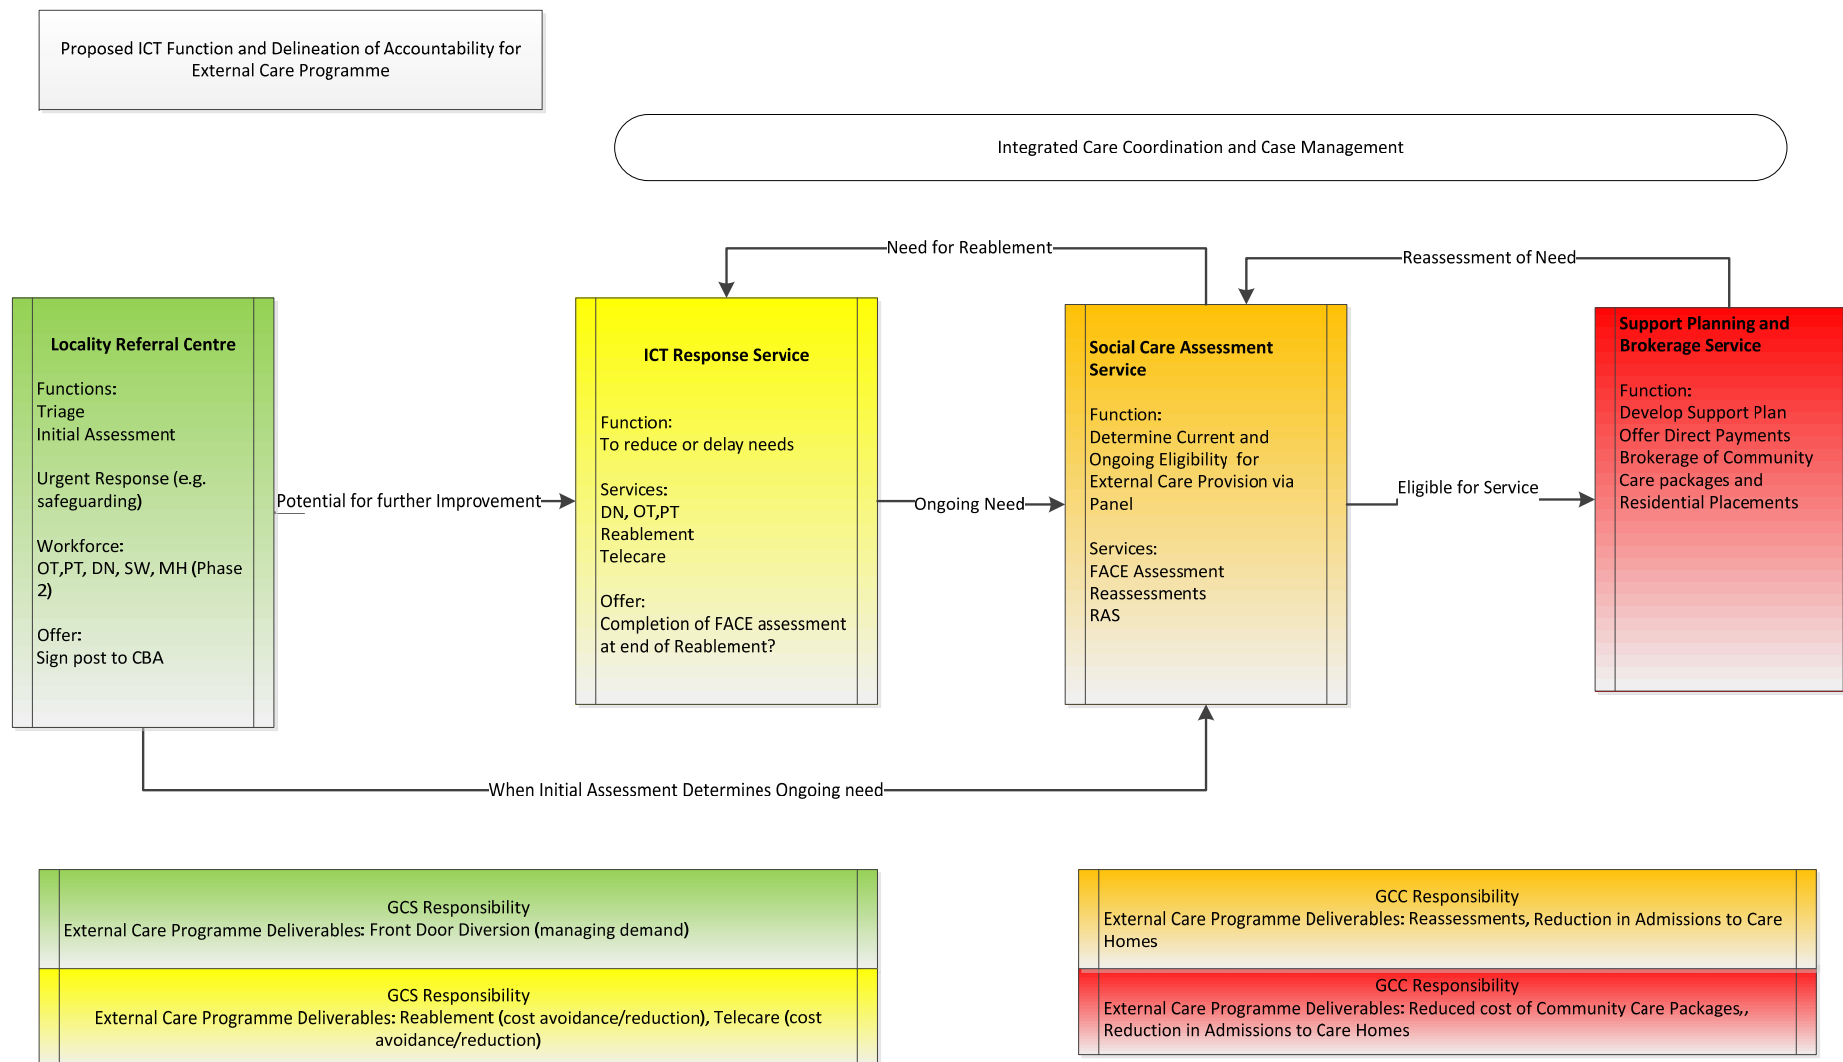 Proposed ICT Function and Delineation of Accountability for
External Care Programme
Integrated Care Coordination and Case Management
Need for Reablement
Reassessment of Need
Locality Referral Centre
Functions:
Triage
Initial Assessment
Urgent Response (e.g.
safeguarding)
Workforce:
OT,PT, DN, SW, MH (Phase
2)
Offer:
Sign post to CBA
Potential for further Improvement
ICT Response Service
Function:
To reduce or delay needs
Services:
DN, OT,PT
Reablement
Telecare
Offer:
Completion of FACE assessment
at end of Reablement?
Ongoing Need
Social Care Assessment
Service
Function:
Determine Current and
Ongoing Eligibility for
External Care Provision via
Panel
Services:
FACE Assessment
Reassessments
RAS
Eligible for Service
Support Planning and
Brokerage Service
Function:
Develop Support Plan
Offer Direct Payments
Brokerage of Community
Care packages and
Residential Placements
When Initial Assessment Determines Ongoing need
GCS Responsibility
External Care Programme Deliverables: Front Door Diversion (managing demand)
GCS Responsibility
External Care Programme Deliverables: Reablement (cost avoidance/reduction), Telecare (cost
avoidance/reduction)
GCC Responsibility
External Care Programme Deliverables: Reassessments, Reduction in Admissions to Care
Homes
GCC Responsibility
External Care Programme Deliverables: Reduced cost of Community Care Packages,,
Reduction in Admissions to Care Homes